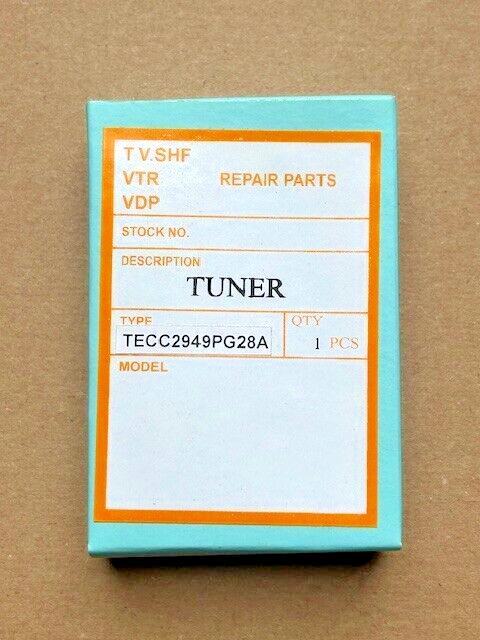 T V.SHF
VTR REPAIR PARTS
VDP
STOCK NO.
DESCRIPTION
TUNER
TYPE QTY
TECC2949PG28A 1 PCS
MODEL